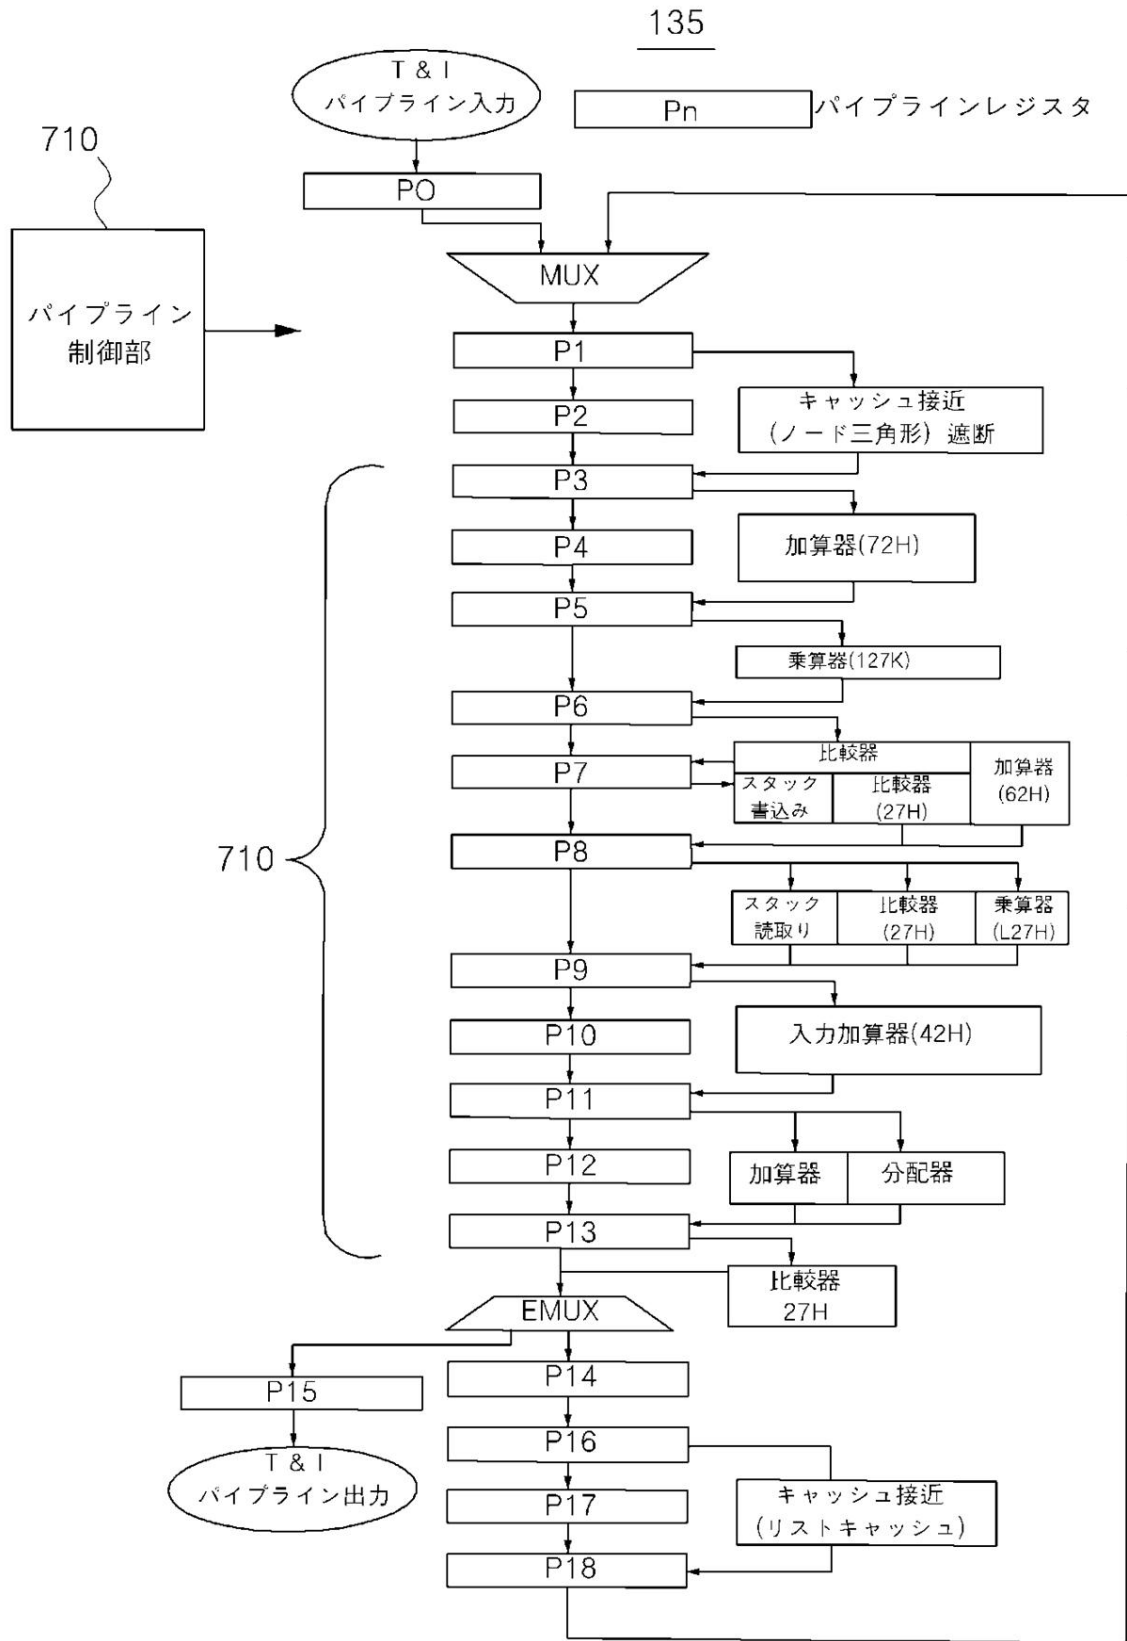 135
T & I
パイプライン入力
Pn
パイプラインレジスタ
710
P0
パイプライン
制御部
MUX
P1
キャッシュ接近
(ノード三角形) 遮断
P2
P3
加算器(72H)
P4
P5
乗算器(127K)
P6
比較器
加算器
(62H)
P7
スタック
書込み
比較器
(27H)
710
P8
スタック
読取り
比較器
(27H)
乗算器
(L27H)
P9
入力加算器(42H)
P10
P11
加算器
分配器
P12
P13
比較器
27H
EMUX
P14
P15
P16
T & I
パイプライン出力
キャッシュ接近
(リストキャッシュ)
P17
P18